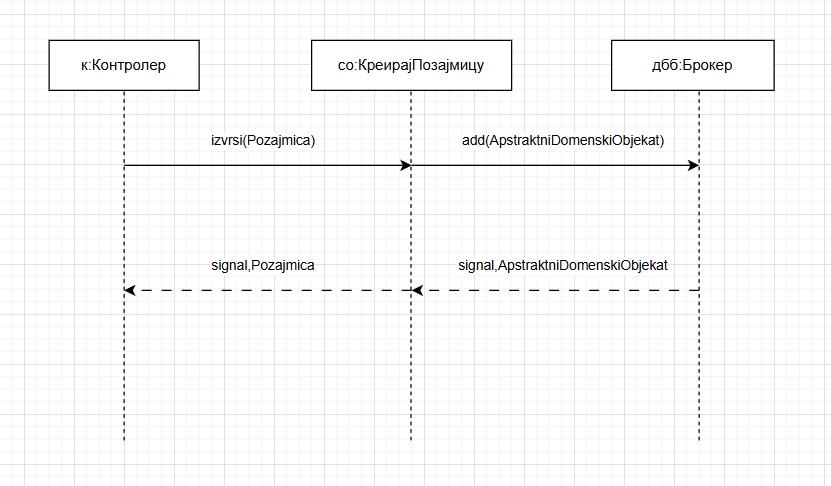 к:Контролер
со:КреирајПозајмицу
дбб:Брокер
izvrsi(Pozajmica)
add(ApstraktniDomenskiObjekat)
signal,Pozajmica
signal,ApstraktniDomenskiObjekat